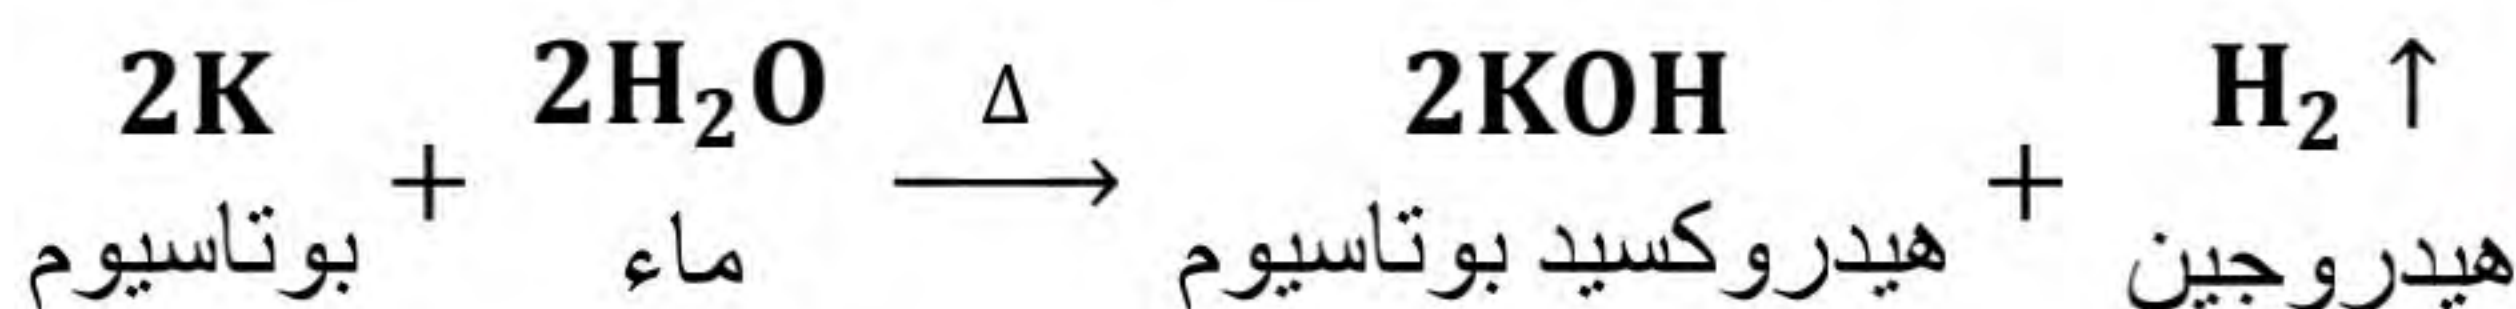 2K + 2H₂O Δ→ 2KOH + H₂ ↑
بوتاسيوم ماء هيدروكسيد بوتاسيوم هيدروجين